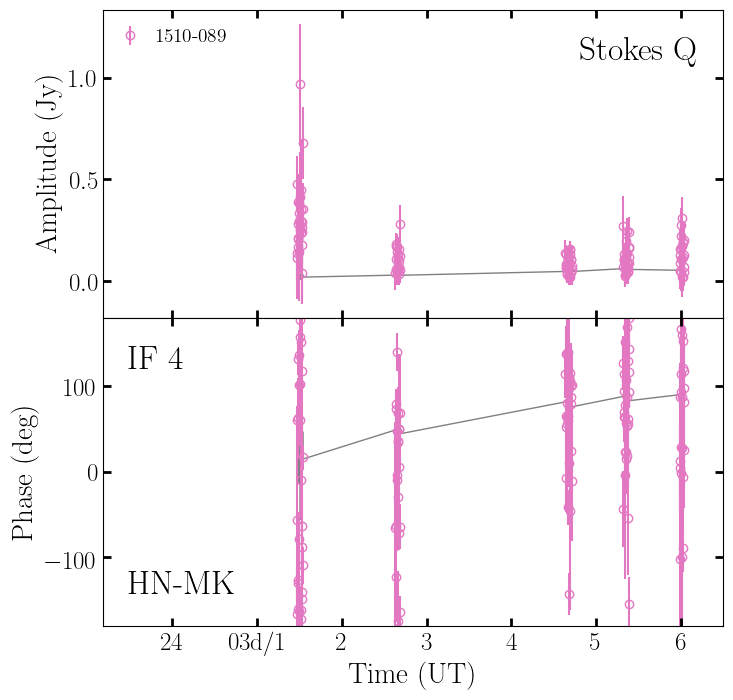 1510-089
Stokes Q
Amplitude (Jy)
1.0
0.5
0.0
IF 4
HN-MK
Phase (deg)
100
0
−100
24 03d/1 2 3 4 5 6
Time (UT)